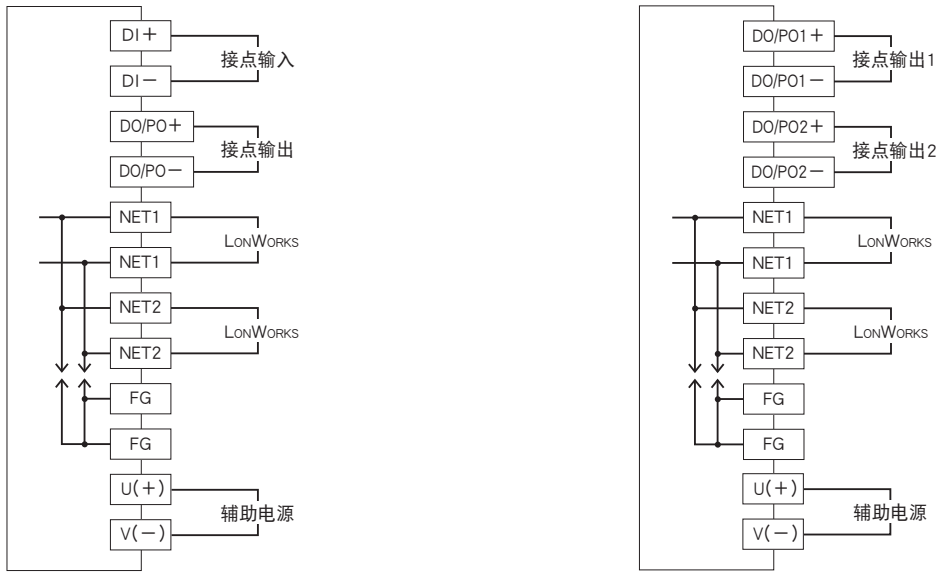 DI+
DI−
接点输入
DO/PO+
DO/PO−
接点输出
NET1
NET1
LONWORKS
NET2
NET2
LONWORKS
FG
FG
U(+)
V(−)
辅助电源
DO/PO1+
DO/PO1−
接点输出1
DO/PO2+
DO/PO2−
接点输出2
NET1
NET1
LONWORKS
NET2
NET2
LONWORKS
FG
FG
U(+)
V(−)
辅助电源